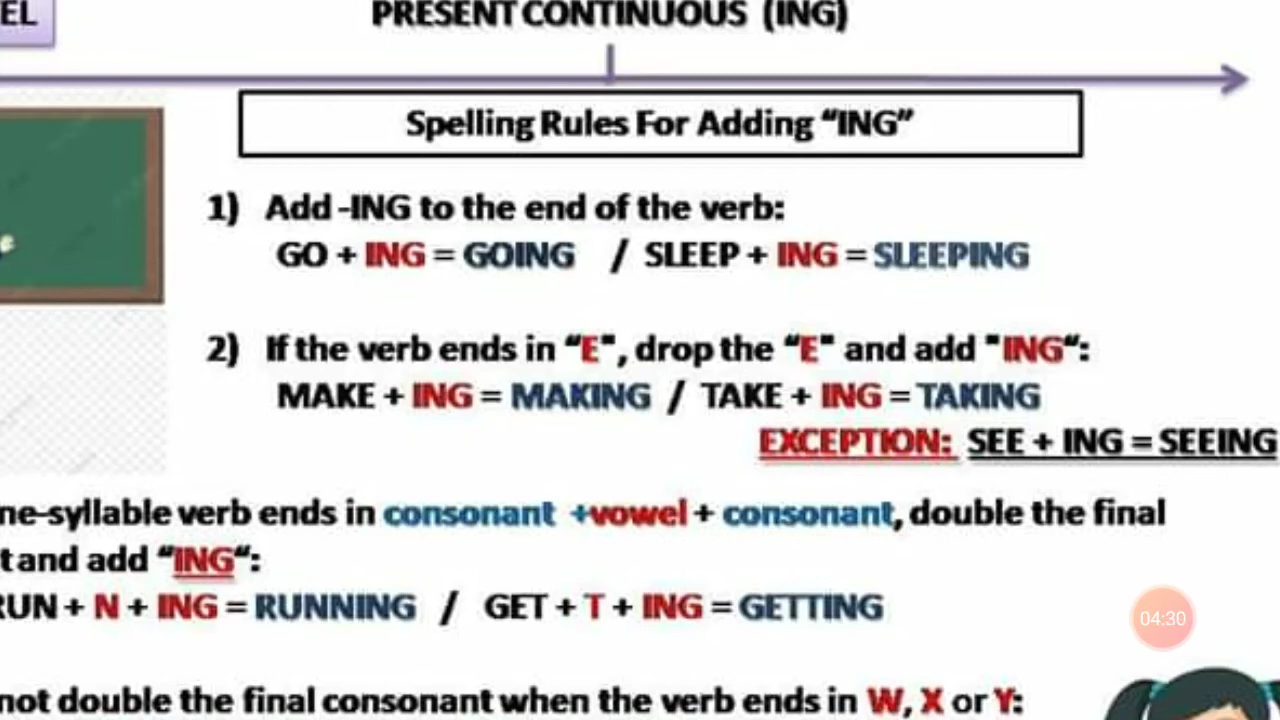 EL
PRESENT CONTINUOUS (ING)
Spelling Rules For Adding “ING”
1) Add -ING to the end of the verb:
GO + ING = GOING / SLEEP + ING = SLEEPING
2) If the verb ends in “E", drop the “E" and add "ING“:
MAKE + ING = MAKING / TAKE + ING = TAKING
EXCEPTION: SEE + ING = SEEING
ne-syllable verb ends in consonant +vowel + consonant, double the final
t and add “ING“:
RUN + N + ING = RUNNING / GET + T + ING = GETTING
04:30
not double the final consonant when the verb ends in W, X or Y: